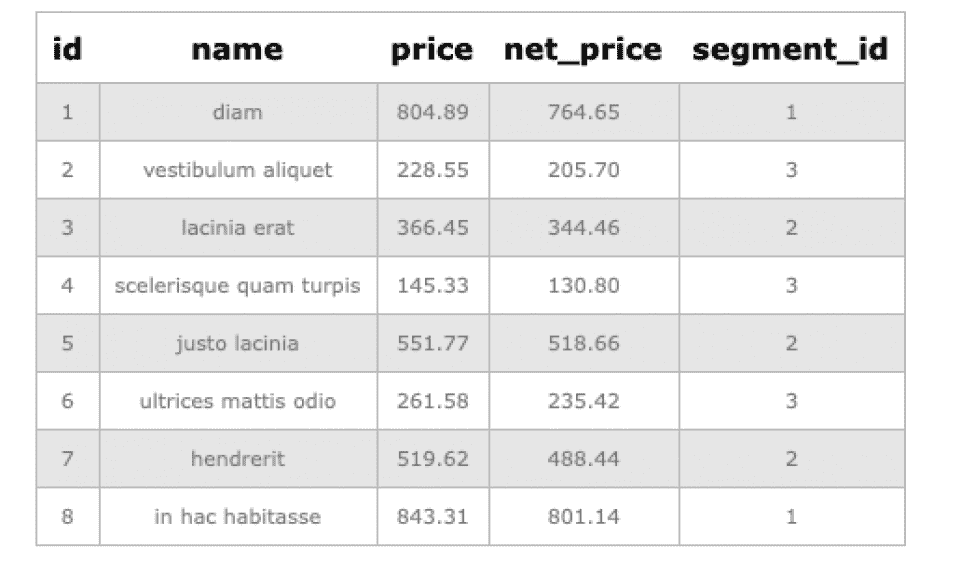 id name price net_price segment_id
1 diam 804.89 764.65 1
2 vestibulum aliquet 228.55 205.70 3
3 lacinia erat 366.45 344.46 2
4 scelerisque quam turpis 145.33 130.80 3
5 justo lacinia 551.77 518.66 2
6 ultrices mattis odio 261.58 235.42 3
7 hendrerit 519.62 488.44 2
8 in hac habitasse 843.31 801.14 1